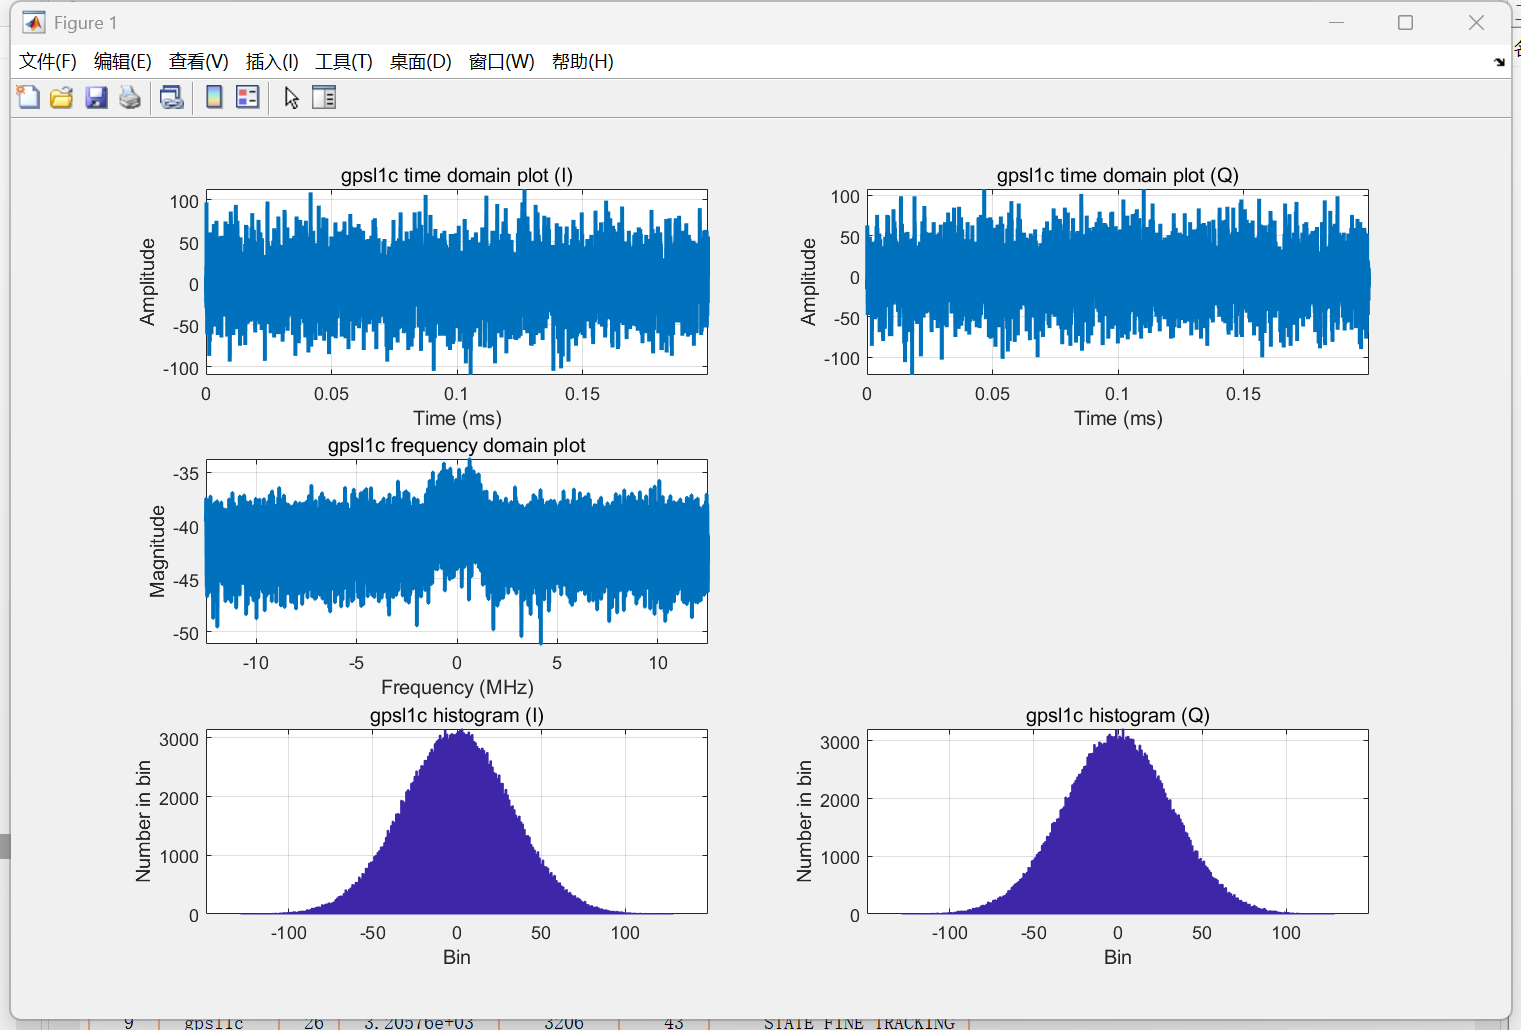 Figure 1
文件(F) 编辑(E) 查看(V) 插入(I) 工具(T) 桌面(D) 窗口(W) 帮助(H)
gpsl1c time domain plot (I)
100
50
0
-50
-100
Amplitude
0 0.05 0.1 0.15
Time (ms)
gpsl1c time domain plot (Q)
100
50
0
-50
-100
Amplitude
0 0.05 0.1 0.15
Time (ms)
gpsl1c frequency domain plot
-35
-40
-45
-50
Magnitude
-10 -5 0 5 10
Frequency (MHz)
gpsl1c histogram (I)
3000
2000
1000
0
Number in bin
-100 -50 0 50 100
Bin
gpsl1c histogram (Q)
3000
2000
1000
0
Number in bin
-100 -50 0 50 100
Bin
9 gpsl1c 26 3.20576e+03 3206 43 STATE_FINE_TRACKING